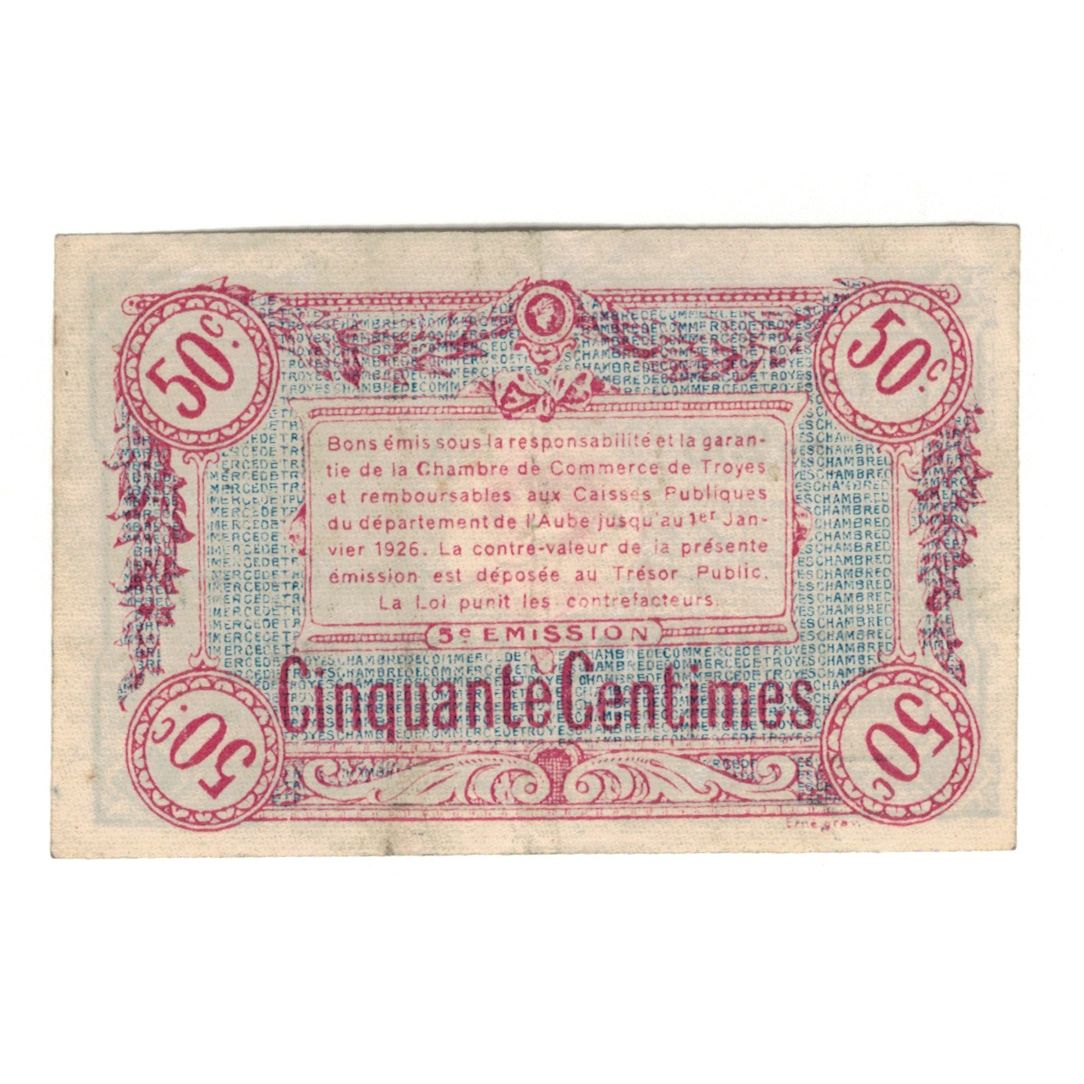 50c.
50c.
Bons émis sous la responsabilité et la garan-
tie de la Chambre de Commerce de Troyes
et remboursables aux Caisses Publiques
du département de l'Aube jusqu'au 1er Jan-
vier 1926. La contre-valeur de la présente
émission est déposée au Trésor Public.
La Loi punit les contrefacteurs.
5e EMISSION
Cinquante Centimes
50c.
50c